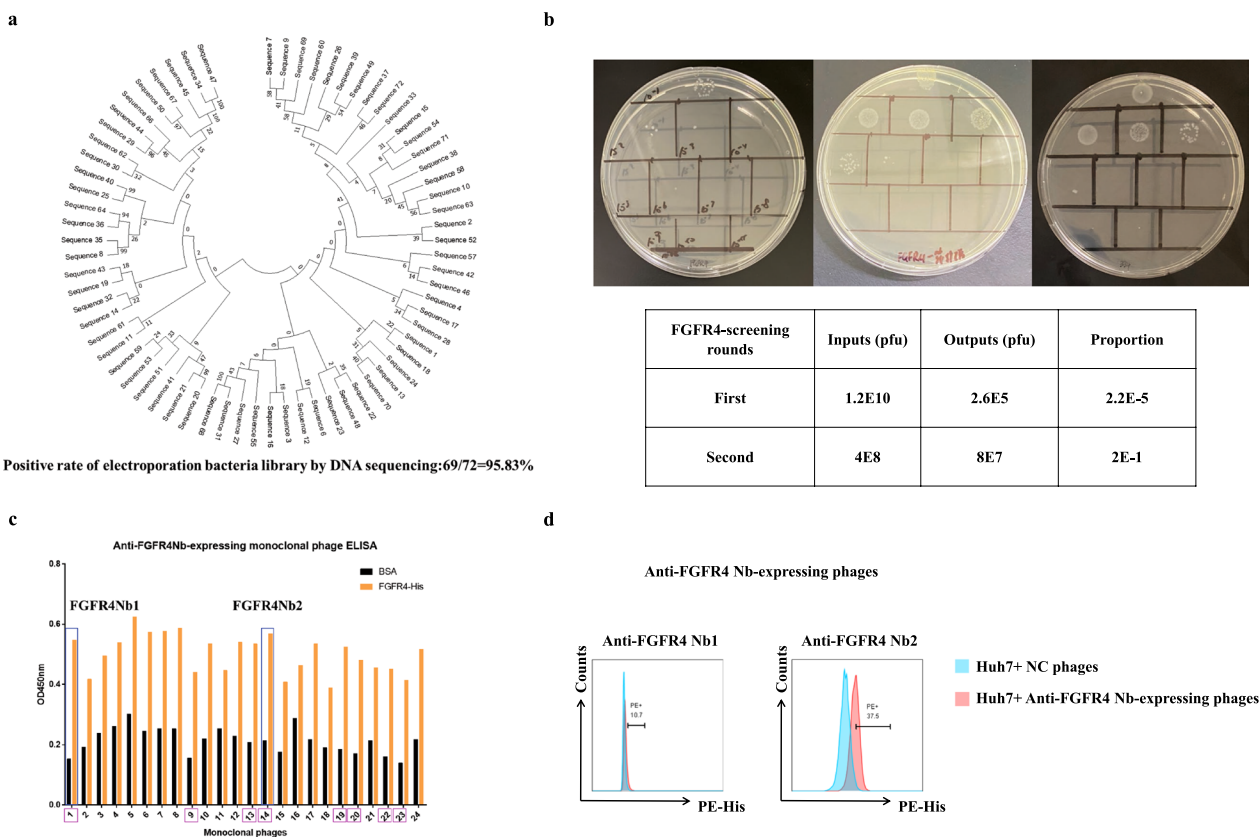 a
Sequence 7
Sequence 9
Sequence 69
Sequence 60
Sequence 26
Sequence 39
Sequence 49
Sequence 37
Sequence 72
Sequence 33
Sequence 15
Sequence 54
Sequence 71
Sequence 38
Sequence 58
Sequence 10
Sequence 63
Sequence 2
Sequence 52
Sequence 57
Sequence 42
Sequence 46
Sequence 4
Sequence 17
Sequence 28
Sequence 1
Sequence 18
Sequence 24
Sequence 13
Sequence 70
Sequence 22
Sequence 48
Sequence 23
Sequence 6
Sequence 12
Sequence 3
Sequence 16
Sequence 55
Sequence 27
Sequence 31
Sequence 68
Sequence 20
Sequence 21
Sequence 41
Sequence 51
Sequence 53
Sequence 59
Sequence 11
Sequence 61
Sequence 14
Sequence 32
Sequence 19
Sequence 43
Sequence 8
Sequence 35
Sequence 36
Sequence 64
Sequence 25
Sequence 40
Sequence 30
Sequence 62
Sequence 29
Sequence 44
Sequence 66
Sequence 50
Sequence 67
Sequence 45
Sequence 34
Sequence 47
Positive rate of electroporation bacteria library by DNA sequencing:69/72=95.83%
b
FGFR4-screening rounds Inputs (pfu) Outputs (pfu) Proportion
First 1.2E10 2.6E5 2.2E-5
Second 4E8 8E7 2E-1
c
Anti-FGFR4Nb-expressing monoclonal phage ELISA
BSA
FGFR4-His
FGFR4Nb1 FGFR4Nb2
OD450nm
0.8
0.6
0.4
0.2
0.0
1 2 3 4 5 6 7 8 9 10 11 12 13 14 15 16 17 18 19 20 21 22 23 24
Monoclonal phages
d
Anti-FGFR4 Nb-expressing phages
Anti-FGFR4 Nb1 Anti-FGFR4 Nb2
Counts Counts
PE+
10.7
PE+
37.5
PE-His PE-His
Huh7+ NC phages
Huh7+ Anti-FGFR4 Nb-expressing phages